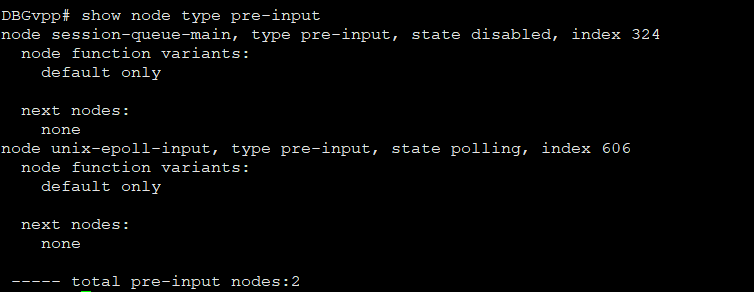 DBGvpp# show node type pre-input
node session-queue-main, type pre-input, state disabled, index 324
  node function variants:
    default only

  next nodes:
    none
node unix-epoll-input, type pre-input, state polling, index 606
  node function variants:
    default only

  next nodes:
    none

 ----- total pre-input nodes:2